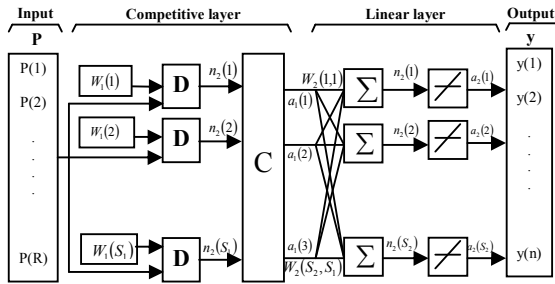 Input Competitive layer Linear layer Output
P y
P(1) W₁(1) D n₂(1) W₂(1,1) Σ n₂(1) a₂(1) y(1)
P(2) a₁(1) y(2)
W₁(2) D n₂(2) a₁(2) Σ n₂(2) a₂(2)
.
.
.
.
C
W₁(S₁) D n₂(S₁) a₁(3) Σ n₂(S₂) a₂(S₂)
P(R) W₂(S₂,S₁) y(n)